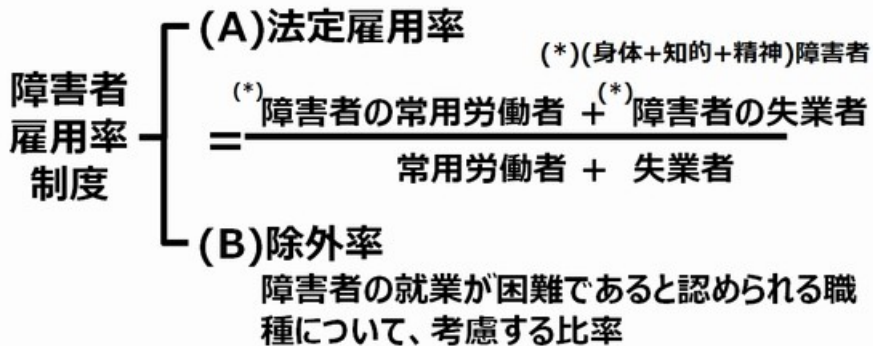 障害者
雇用率
制度
(A)法定雇用率
(*)(身体+知的+精神)障害者
=
(*)障害者の常用労働者 +(*)障害者の失業者
常用労働者 + 失業者
(B)除外率
障害者の就業が困難であると認められる職
種について、考慮する比率